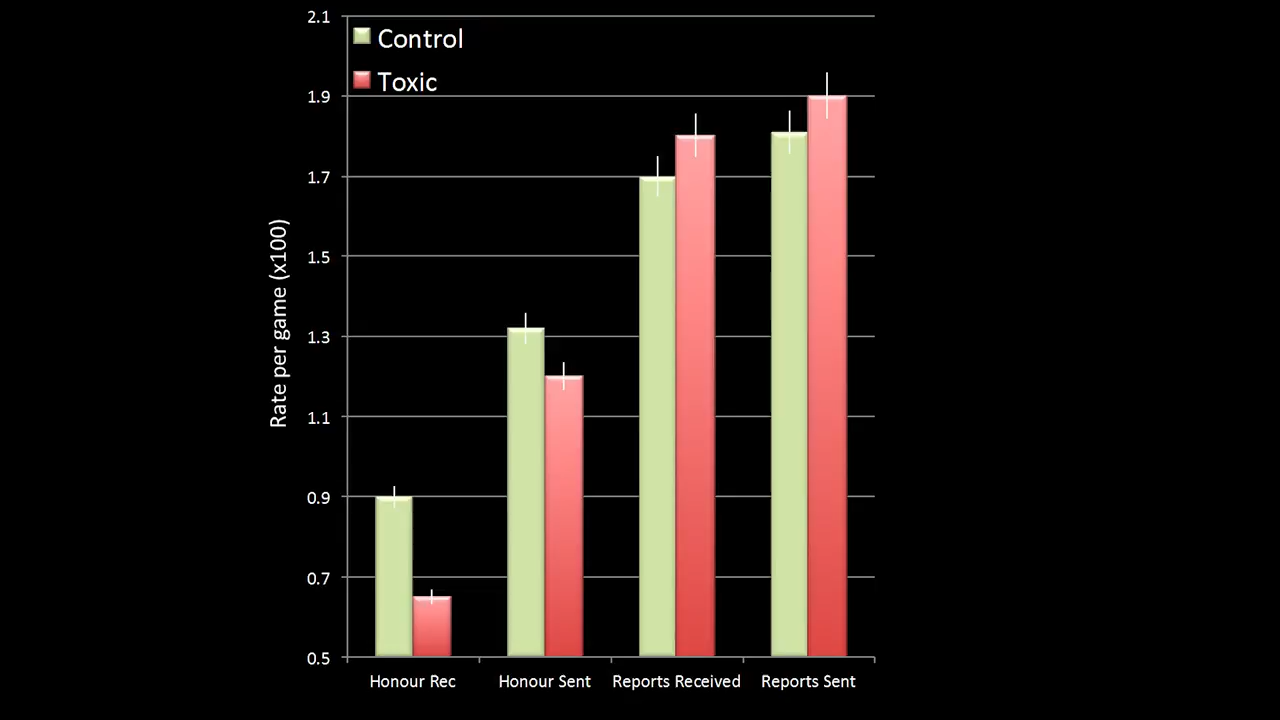 2.1
Control
Toxic
1.9
1.7
1.5
1.3
1.1
0.9
0.7
0.5
Rate per game (x100)
Honour Rec
Honour Sent
Reports Received
Reports Sent